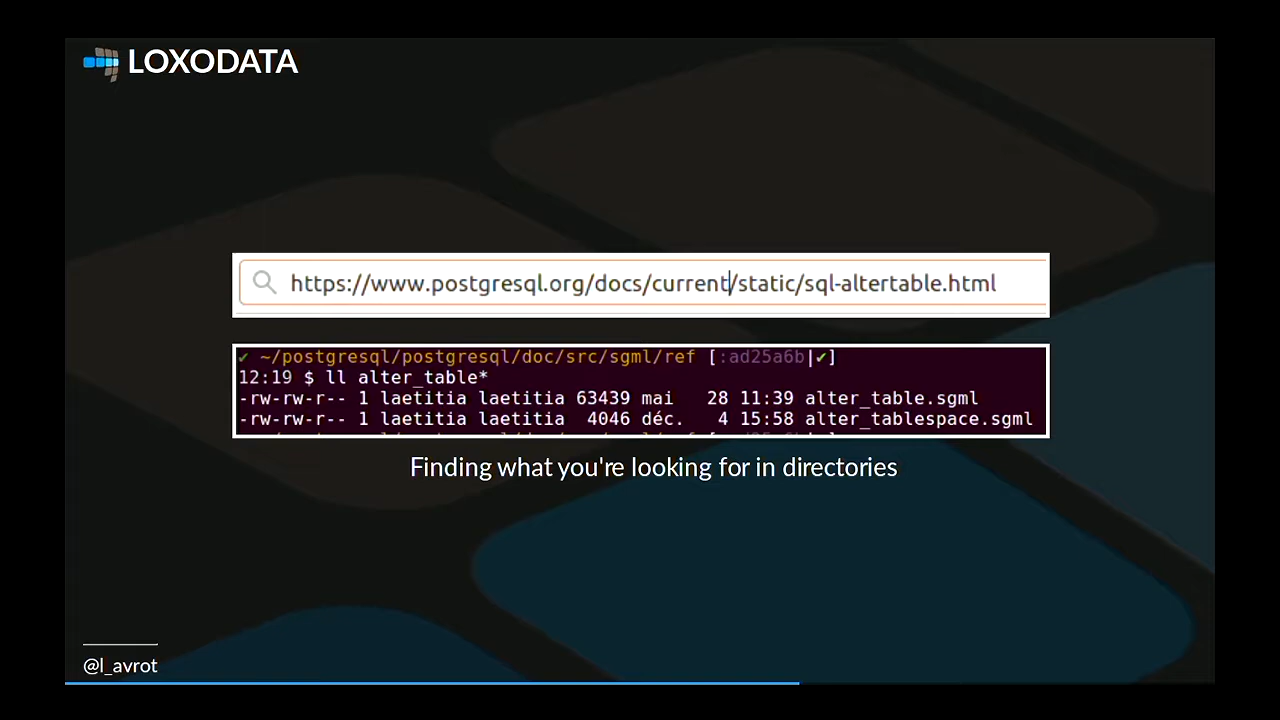 LOXODATA
https://www.postgresql.org/docs/current/static/sql-altertable.html
✔ ~/postgresql/postgresql/doc/src/sgml/ref [:ad25a6b|✔]
12:19 $ ll alter_table*
-rw-rw-r-- 1 laetitia laetitia 63439 mai   28 11:39 alter_table.sgml
-rw-rw-r-- 1 laetitia laetitia  4046 déc.   4 15:58 alter_tablespace.sgml
Finding what you're looking for in directories
@l_avrot